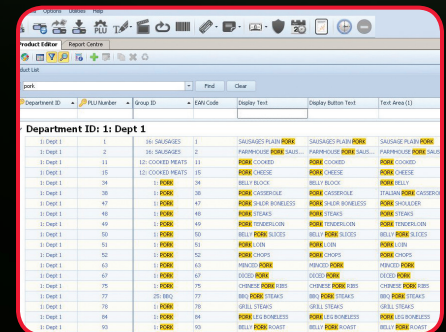 Options Utilities Help
PLU
Product Editor Report Centre
Product List
pork Find Clear
Department ID PLU Number Group ID EAN Code Display Text Display Button Text Text Area (1)
Department ID: 1: Dept 1
1: Dept 1 1 16: SAUSAGES 1 SAUSAGES PLAIN PORK SAUSAGES PLAIN PORK SAUSAGE PLAIN PORK
1: Dept 1 2 16: SAUSAGES 2 FARMHOUSE PORK SAUS... FARMHOUSE PORK SAUS... FARMHOUSE PORK SAUS
1: Dept 1 11 12: COOKED MEATS 11 PORK COOKED PORK COOKED PORK COOKED
1: Dept 1 15 12: COOKED MEATS 15 PORK CHEESE PORK CHEESE PORK CHEESE
1: Dept 1 34 1: PORK 34 BELLY BLOCK BELLY BLOCK PORK BELLY
1: Dept 1 38 1: PORK 38 PORK CASSEROLE PORK CASSEROLE ITALIAN PORK CASSEROL
1: Dept 1 47 1: PORK 47 PORK SHLDR BONELESS PORK SHLDR BONELESS PORK SHOULDER
1: Dept 1 48 1: PORK 48 PORK STEAKS PORK STEAKS PORK STEAKS
1: Dept 1 49 1: PORK 49 PORK TENDERLOIN PORK TENDERLOIN PORK TENDERLOIN
1: Dept 1 50 1: PORK 50 BELLY PORK SLICES BELLY PORK SLICES BELLY PORK SLICES
1: Dept 1 51 1: PORK 51 PORK LOIN PORK LOIN PORK LOIN
1: Dept 1 52 1: PORK 52 PORK CHOPS PORK CHOPS PORK CHOPS
1: Dept 1 63 1: PORK 63 MINCED PORK MINCED PORK MINCED PORK
1: Dept 1 67 1: PORK 67 DICED PORK DICED PORK DICED PORK
1: Dept 1 75 1: PORK 75 CHINESE PORK RIBS CHINESE PORK RIBS CHINESE PORK RIBS
1: Dept 1 77 25: BBQ 77 BBQ PORK STEAKS BBQ PORK STEAKS BBQ PORK STEAKS
1: Dept 1 78 1: PORK 78 GRILL STEAKS GRILL STEAKS GRILL STEAKS
1: Dept 1 84 1: PORK 84 PORK LEG BONELESS PORK LEG BONELESS PORK LEG BONELESS
1: Dept 1 93 1: PORK 93 BELLY PORK ROAST BELLY PORK ROAST BELLY PORK ROAST